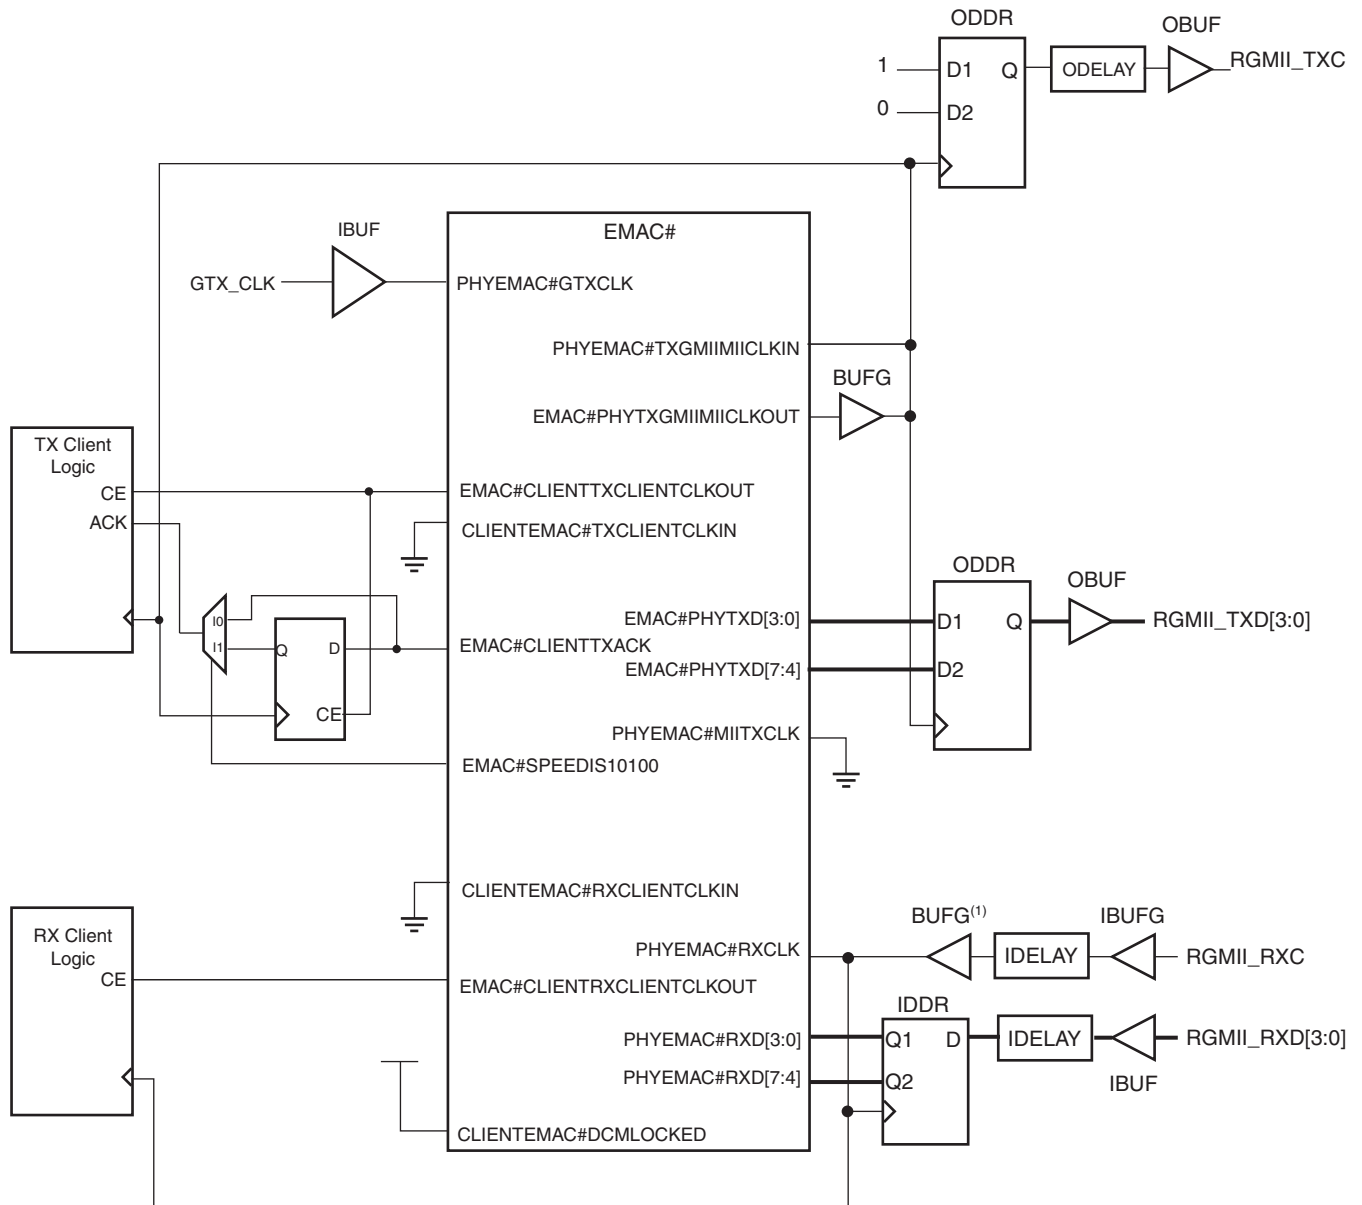 ODDR
OBUF
1
D1
Q
ODELAY
RGMII_TXC
0
D2
IBUF
EMAC#
GTX_CLK
PHYEMAC#GTXCLK
PHYEMAC#TXGMIIMIICLKIN
BUFG
EMAC#PHYTXGMIIMIICLKOUT
TX Client
Logic
CE
ACK
EMAC#CLIENTTXCLIENTCLKOUT
CLIENTEMAC#TXCLIENTCLKIN
ODDR
OBUF
I0
I1
Q
D
CE
EMAC#PHYTXD[3:0]
D1
Q
RGMII_TXD[3:0]
EMAC#CLIENTTXACK
EMAC#PHYTXD[7:4]
D2
PHYEMAC#MIITXCLK
EMAC#SPEEDIS10100
CLIENTEMAC#RXCLIENTCLKIN
RX Client
Logic
CE
BUFG(1)
IBUFG
PHYEMAC#RXCLK
IDELAY
RGMII_RXC
EMAC#CLIENTRXCLIENTCLKOUT
IDDR
PHYEMAC#RXD[3:0]
Q1
D
IDELAY
RGMII_RXD[3:0]
PHYEMAC#RXD[7:4]
Q2
IBUF
CLIENTEMAC#DCMLOCKED